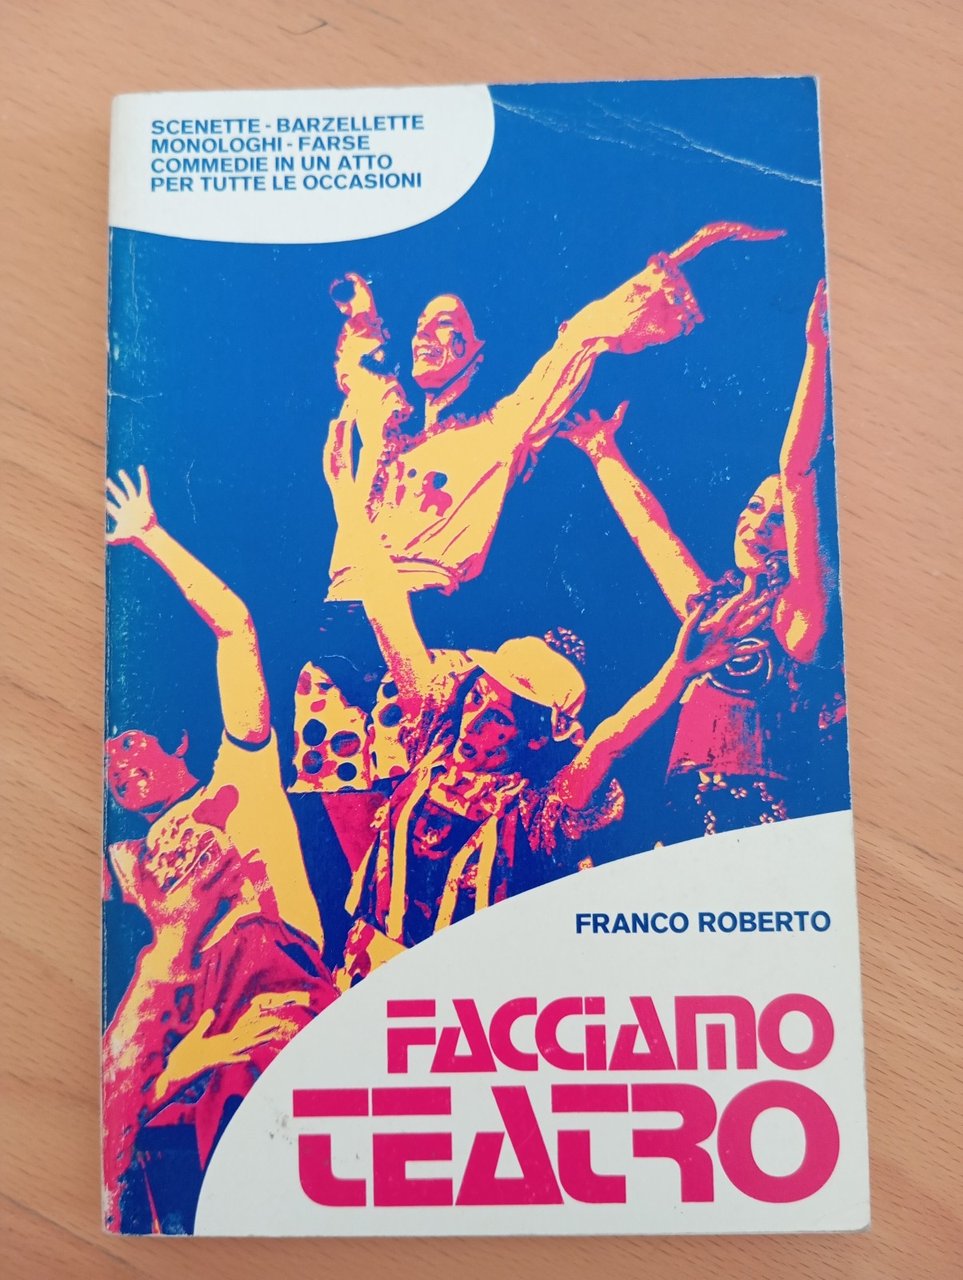 SCENETTE - BARZELLETTE
MONOLOGHI - FARSE
COMMEDIE IN UN ATTO
PER TUTTE LE OCCASIONI
FRANCO ROBERTO
FACCIAMO
TEATRO